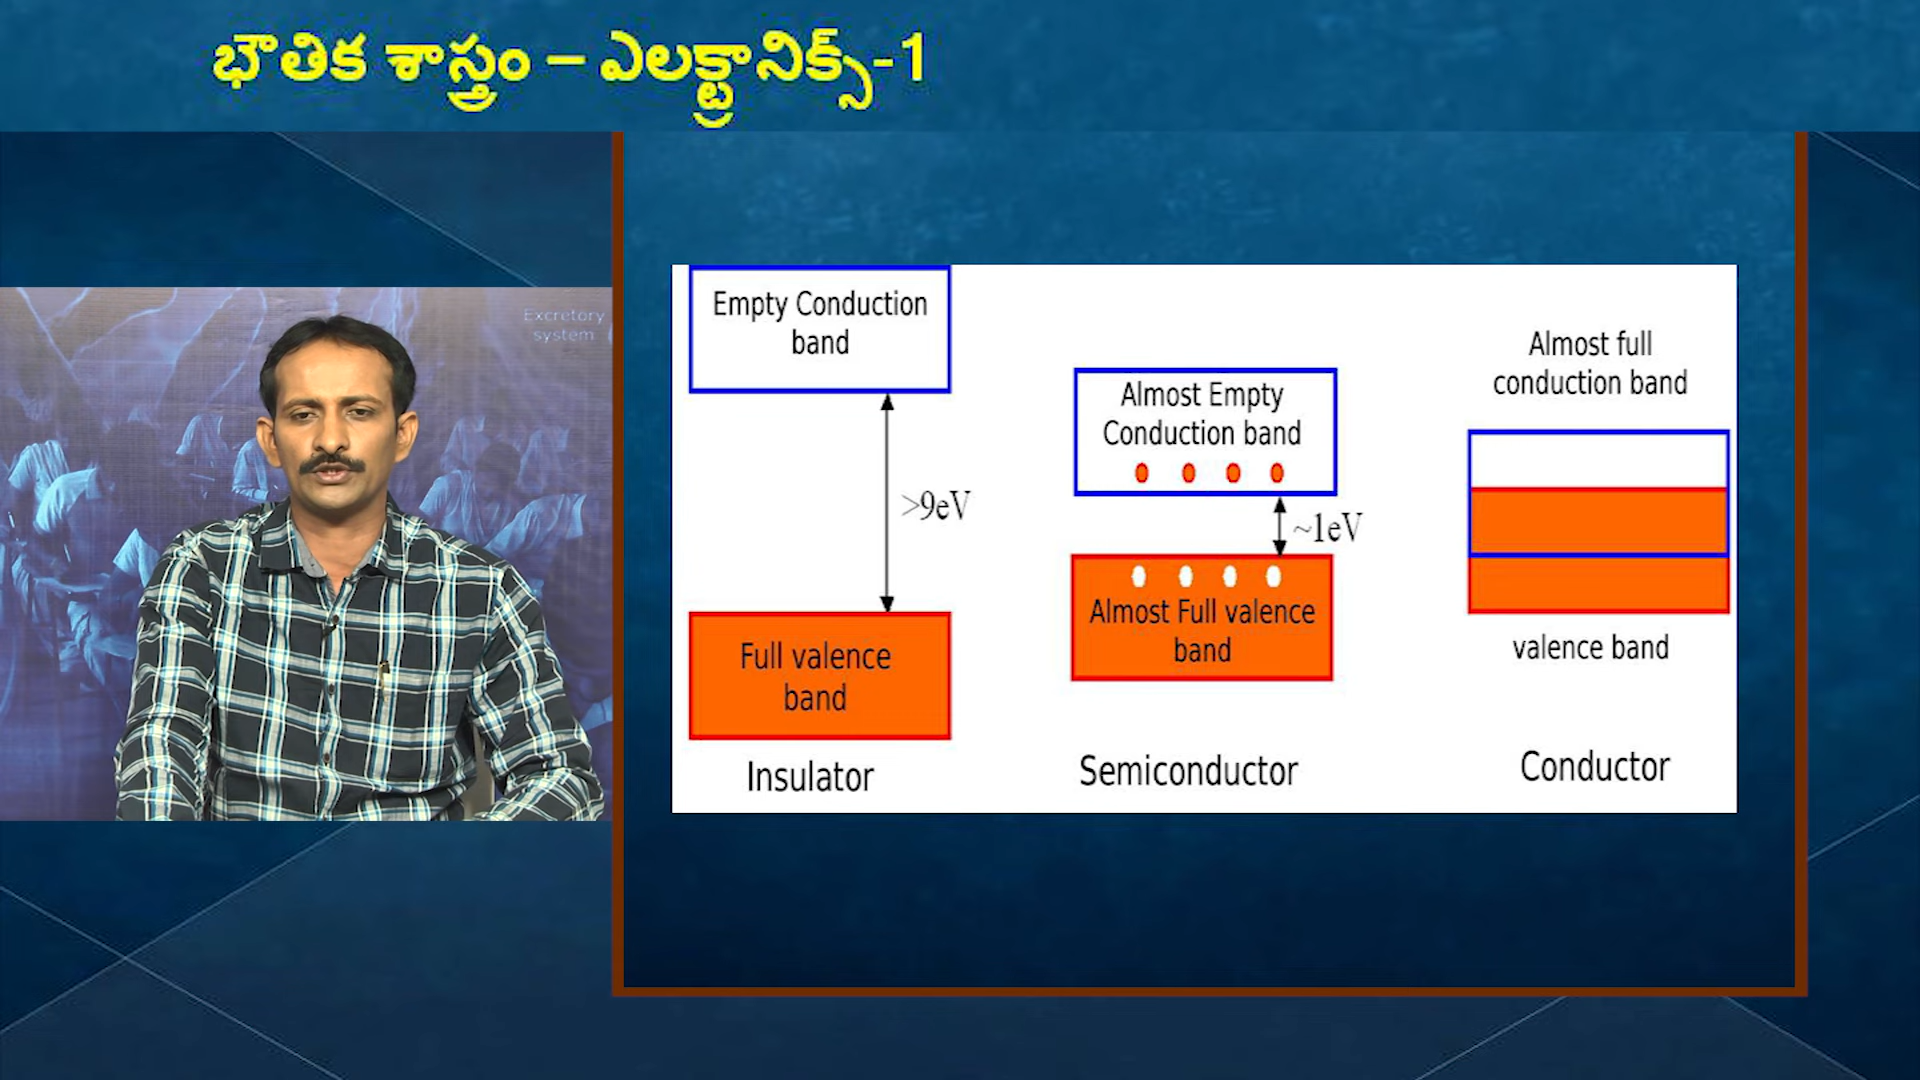 భౌతిక శాస్త్రం – ఎలక్ట్రానిక్స్-1
Excretory
system
Empty Conduction
band
>9eV
Full valence
band
Insulator
Almost Empty
Conduction band
~1eV
Almost Full valence
band
Semiconductor
Almost full
conduction band
valence band
Conductor